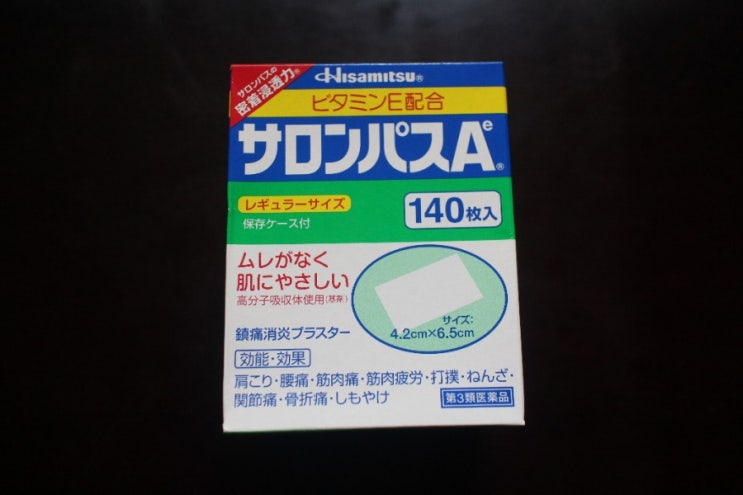 サロンパスの
密着浸透力®
Hisamitsu®
ビタミンE配合
サロンパスAe®
レギュラーサイズ
保存ケース付
140枚入
ムレがなく
肌にやさしい
高分子吸収体使用(基剤)
サイズ:
4.2cm×6.5cm
鎮痛消炎プラスター
効能・効果
肩こり・腰痛・筋肉痛・筋肉疲労・打撲・ねんざ・
関節痛・骨折痛・しもやけ
第3類医薬品